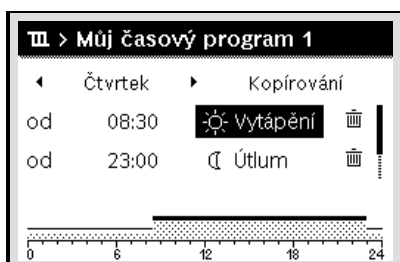 > Můj časový program 1
Čtvrtek Kopírování
od 08:30 Vytápění
od 23:00 Útlum
0 6 12 18 24